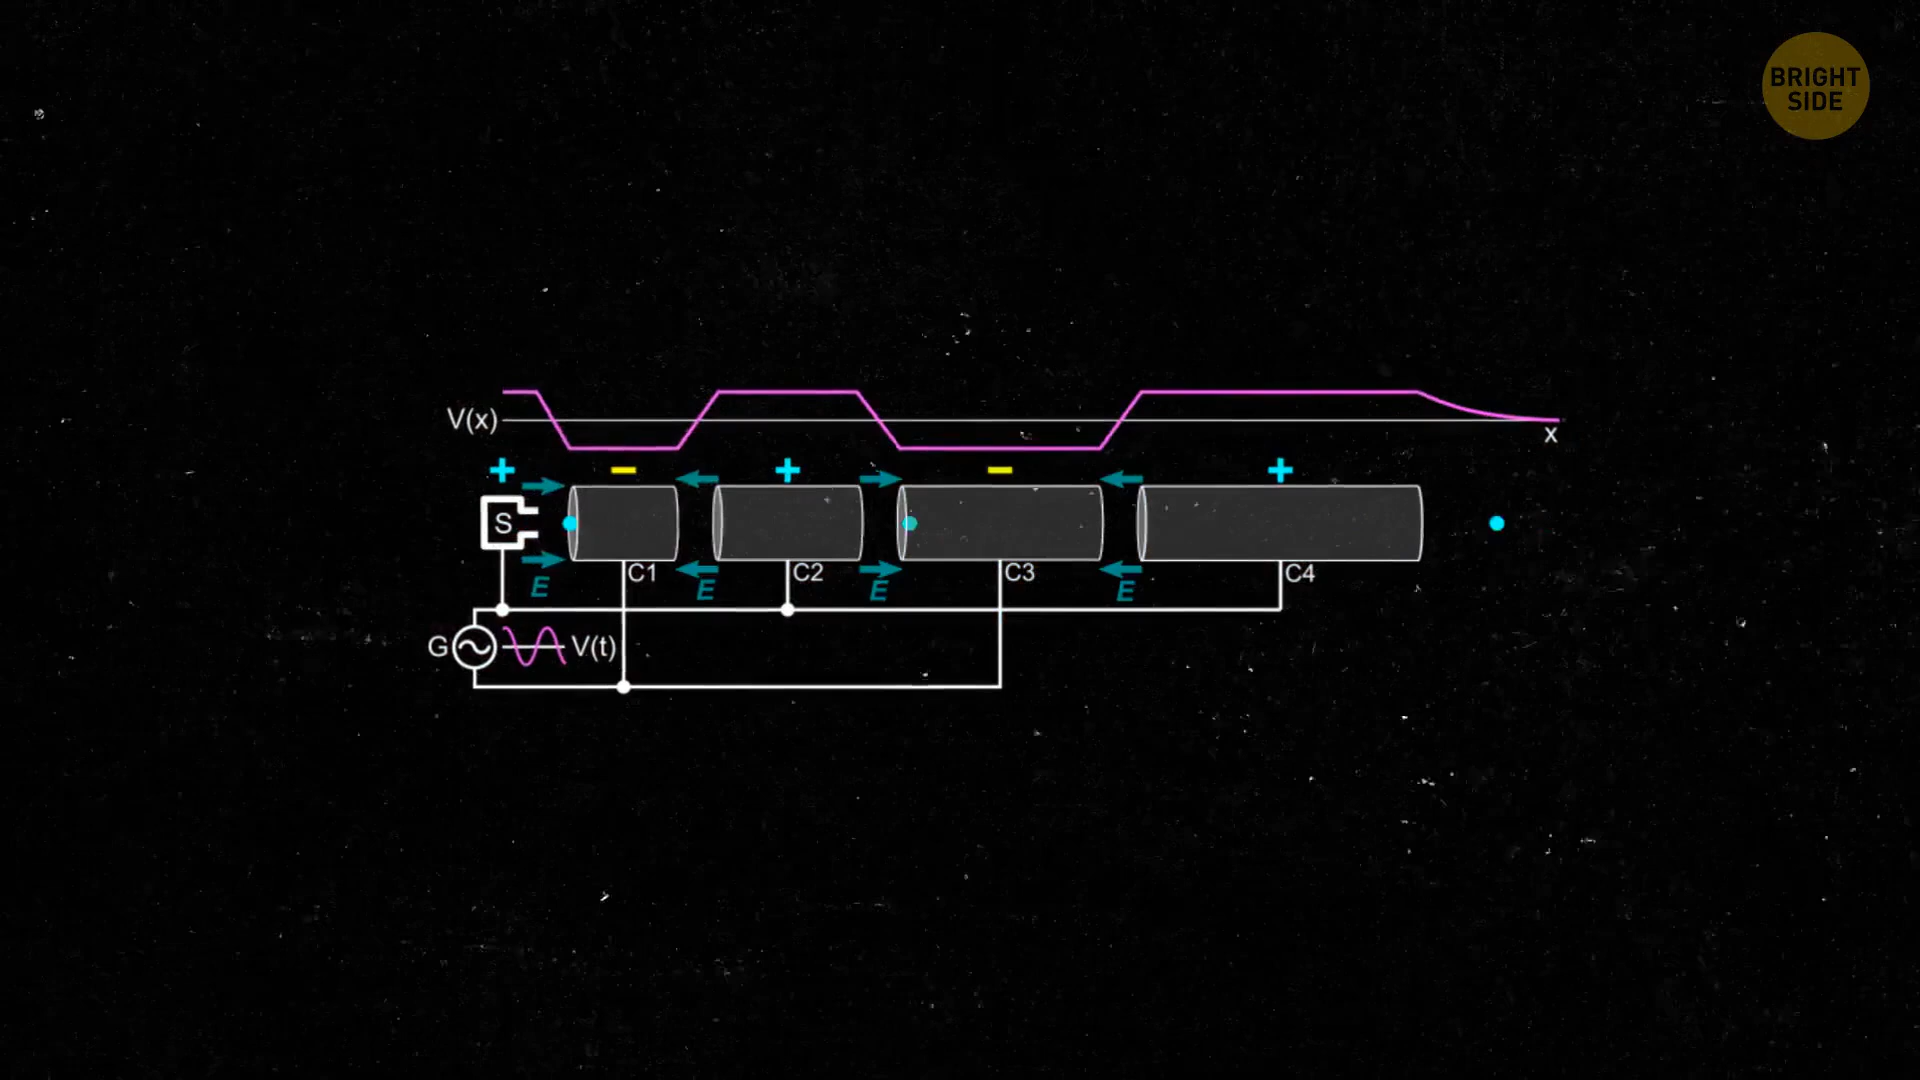 BRIGHT
SIDE
V(x)
x
+ − + − +
S
C1 C2 C3 C4
E E E E
G V(t)